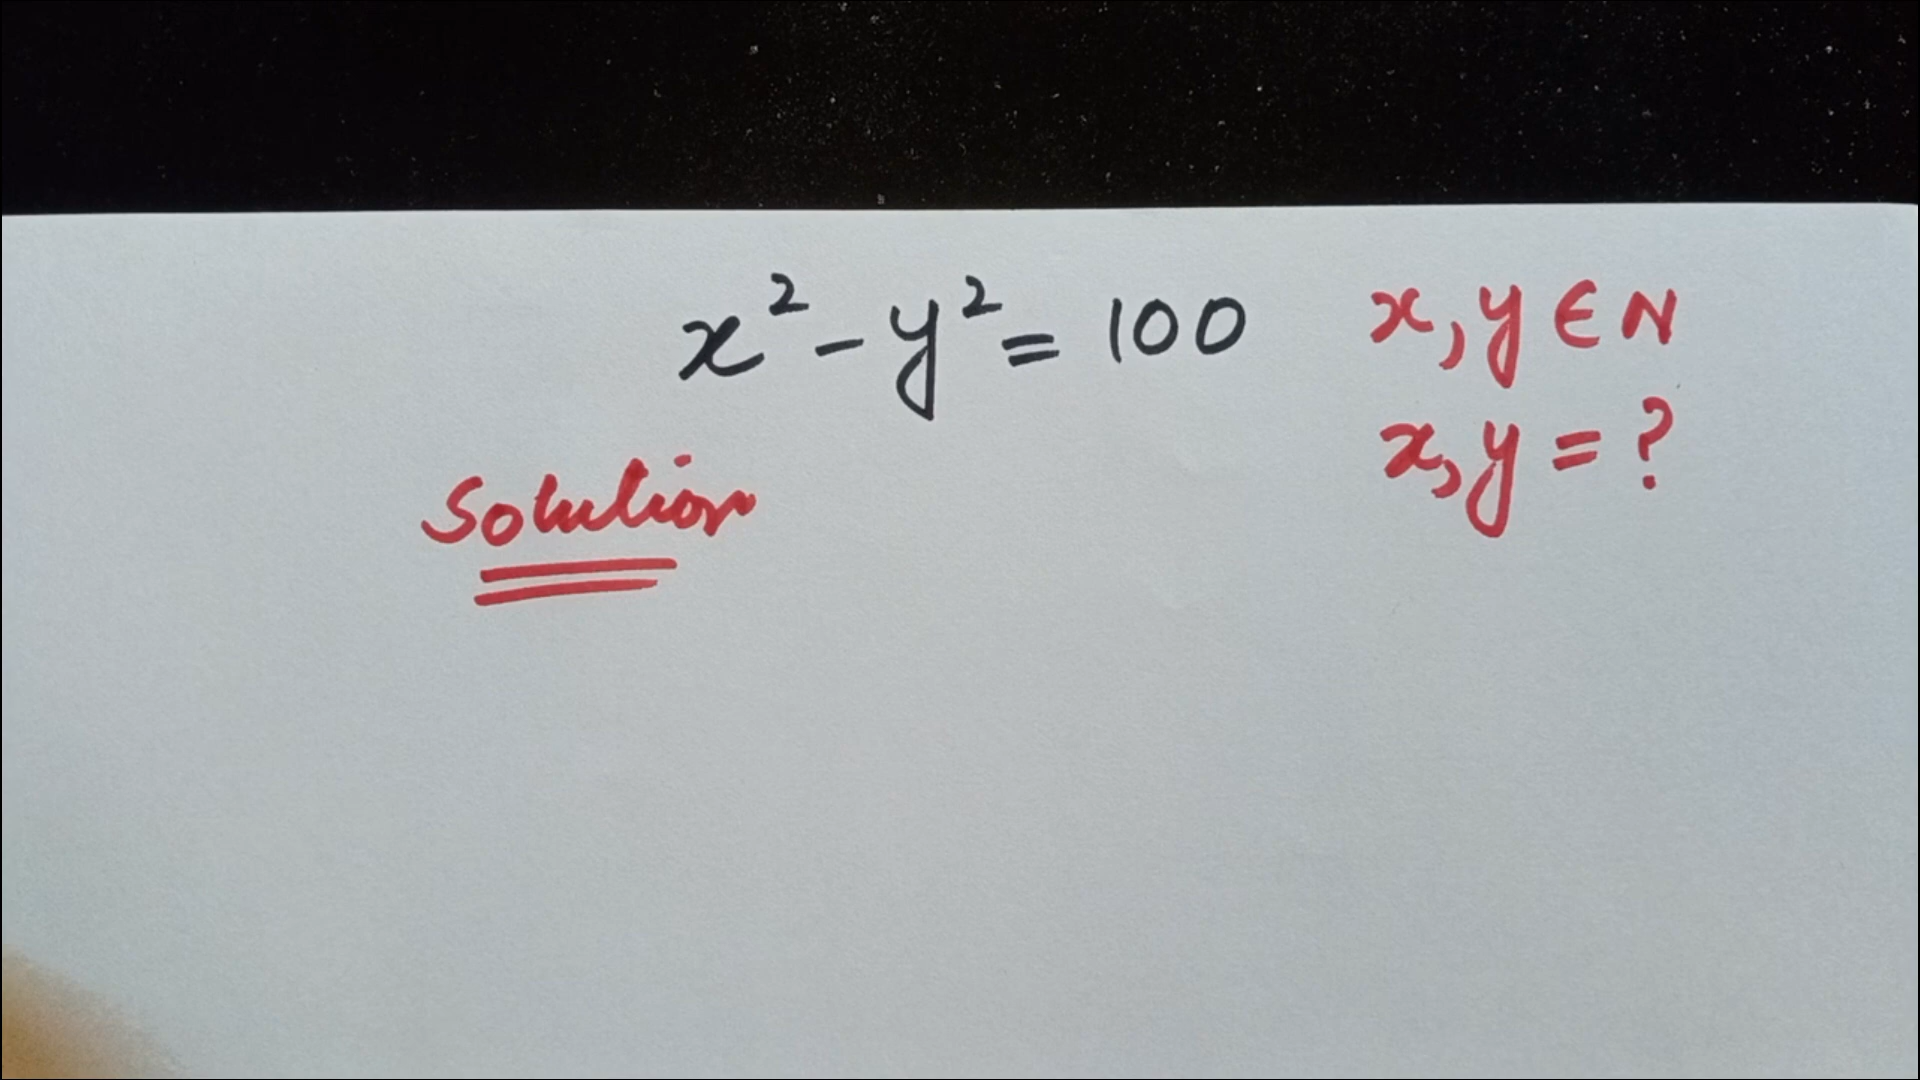 x² - y² = 100
x, y ∈ N
x, y = ?
Solution